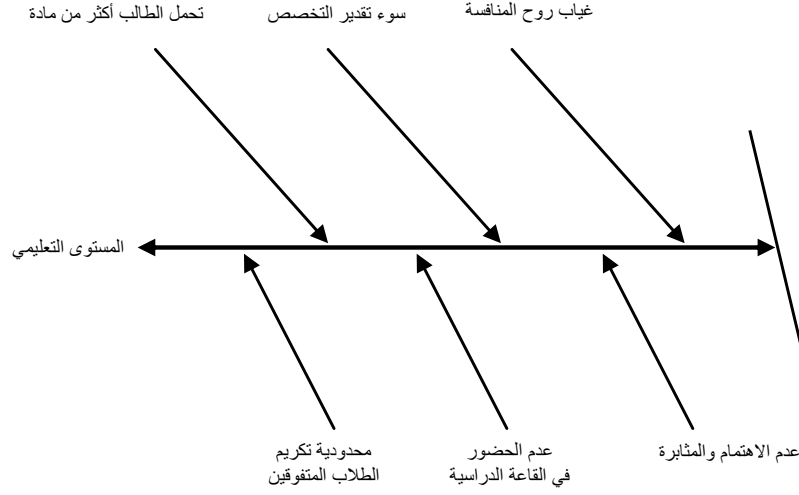 غياب روح المنافسة
سوء تقدير التخصص
تحمل الطالب أكثر من مادة
المستوى التعليمي
عدم الاهتمام والمثابرة
عدم الحضور
في القاعة الدراسية
محدودية تكريم
الطلاب المتفوقين